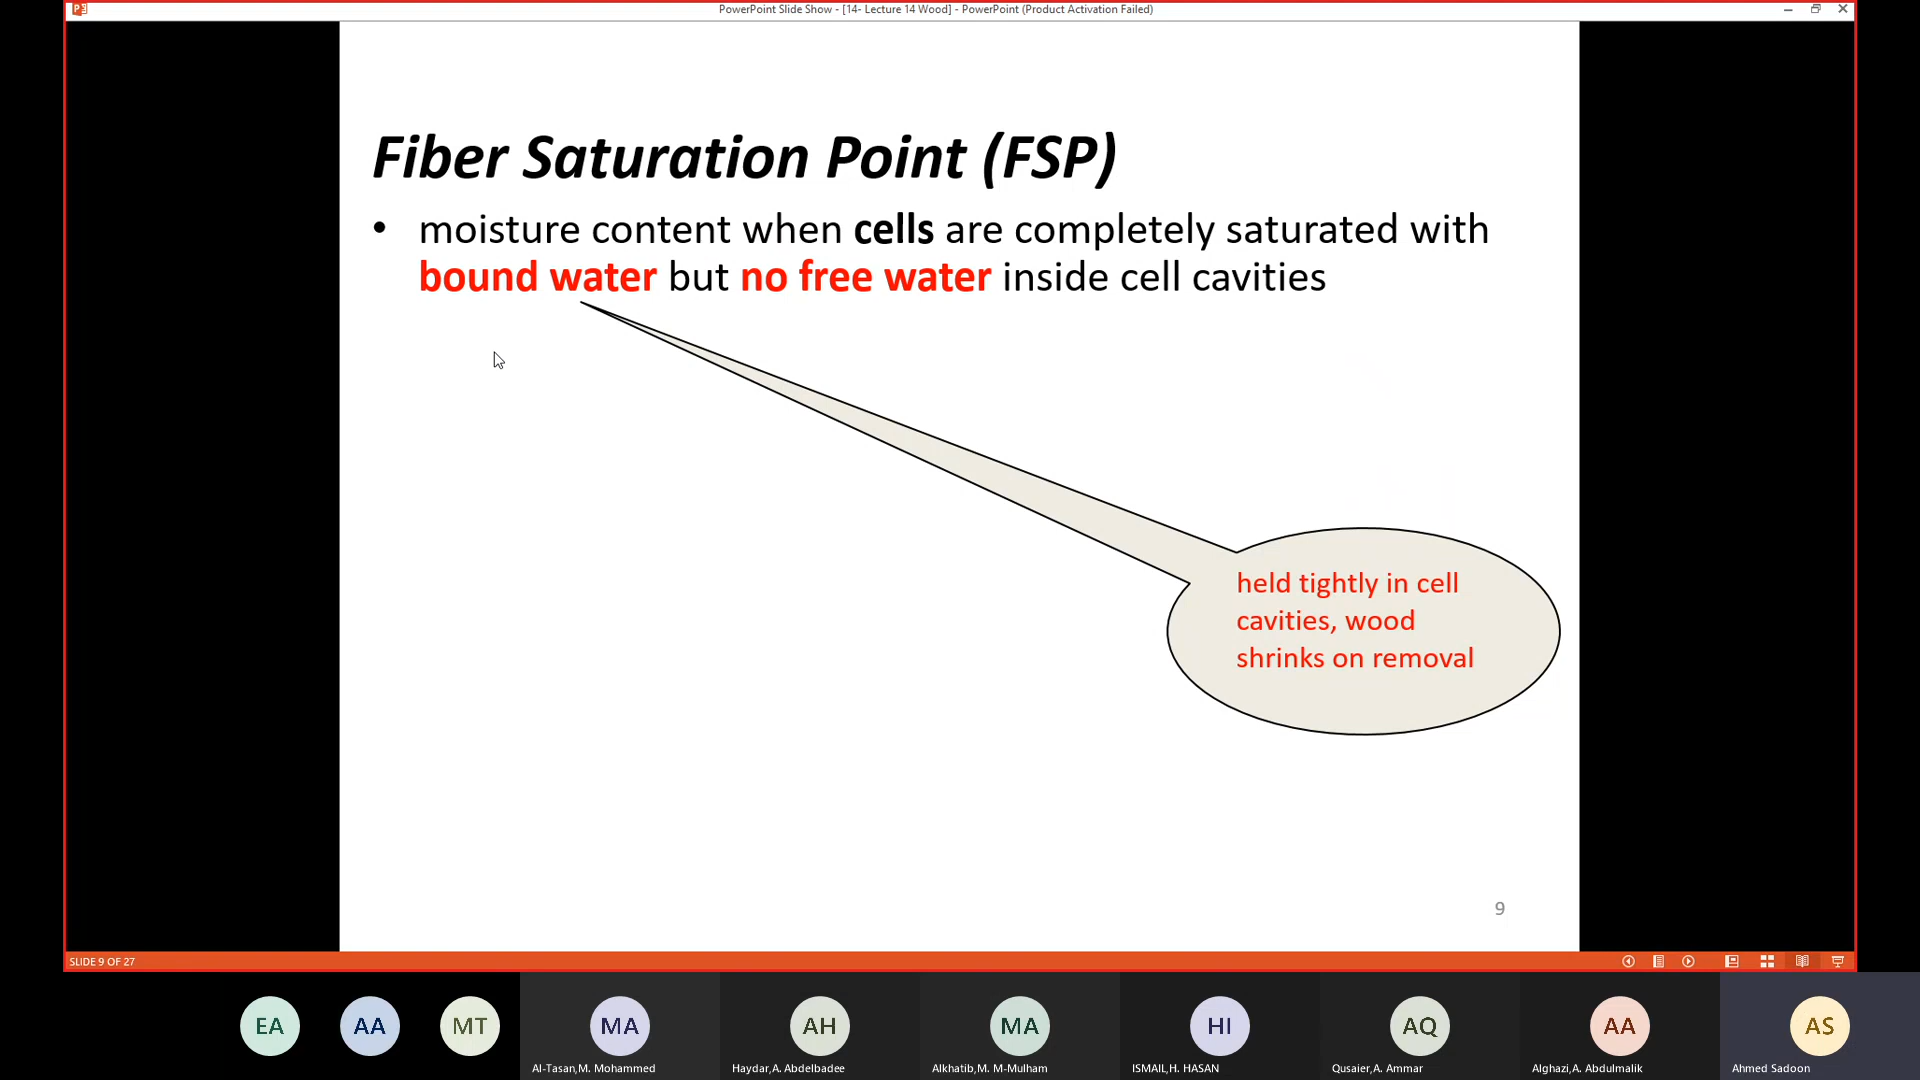 PowerPoint Slide Show - [14- Lecture 14 Wood] - PowerPoint (Product Activation Failed)
Fiber Saturation Point (FSP)
• moisture content when cells are completely saturated with
bound water but no free water inside cell cavities
held tightly in cell
cavities, wood
shrinks on removal
9
SLIDE 9 OF 27
EA
AA
MT
MA
AH
MA
HI
AQ
AA
AS
Al-Tasan,M. Mohammed
Haydar,A. Abdelbadee
Alkhatib,M. M-Mulham
ISMAIL,H. HASAN
Qusaier,A. Ammar
Alghazi,A. Abdulmalik
Ahmed Sadoon